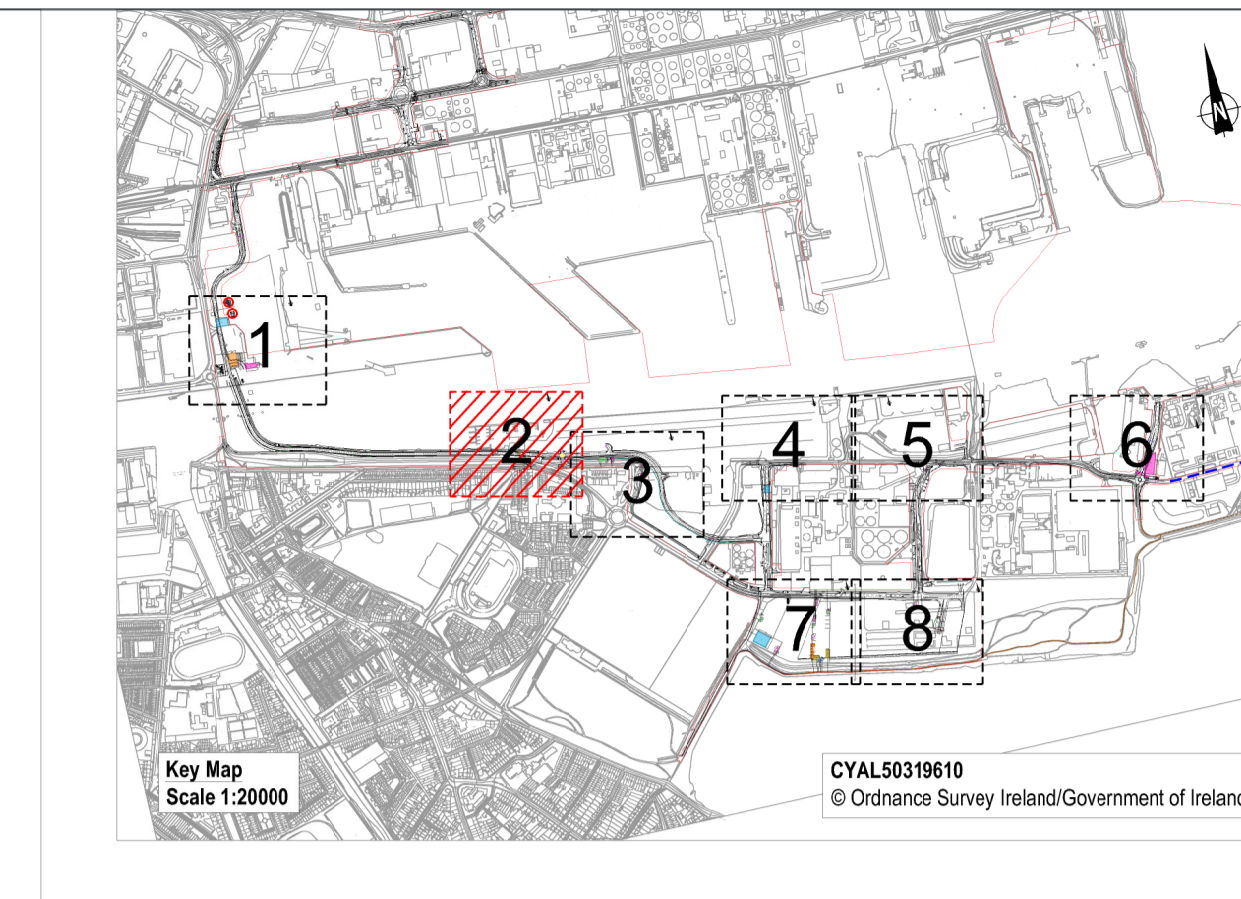 N
1
2
3
4
5
6
7
8
Key Map
Scale 1:20000
CYAL50319610
© Ordnance Survey Ireland/Government of Ireland